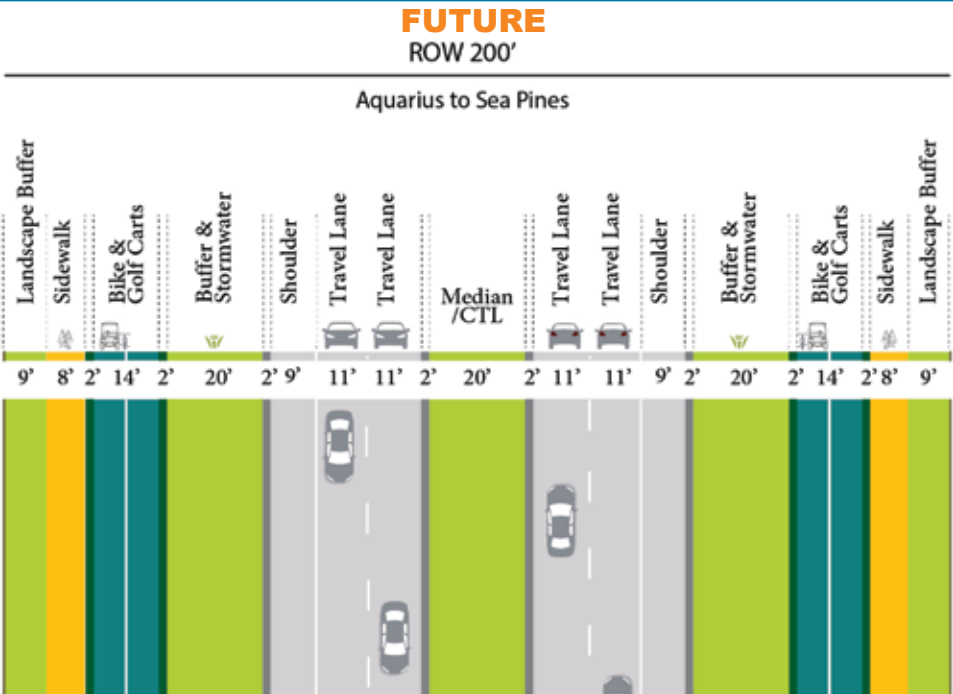 FUTURE
ROW 200'
Aquarius to Sea Pines
Landscape Buffer
Sidewalk
Bike &
Golf Carts
Buffer &
Stormwater
Shoulder
Travel Lane
Travel Lane
Median
/CTL
Travel Lane
Travel Lane
Shoulder
Buffer &
Stormwater
Bike &
Golf Carts
Sidewalk
Landscape Buffer
9' 8' 2' 14' 2' 20' 2' 9' 11' 11' 2' 20' 2' 11' 11' 9' 2' 20' 2' 14' 2' 8' 9'